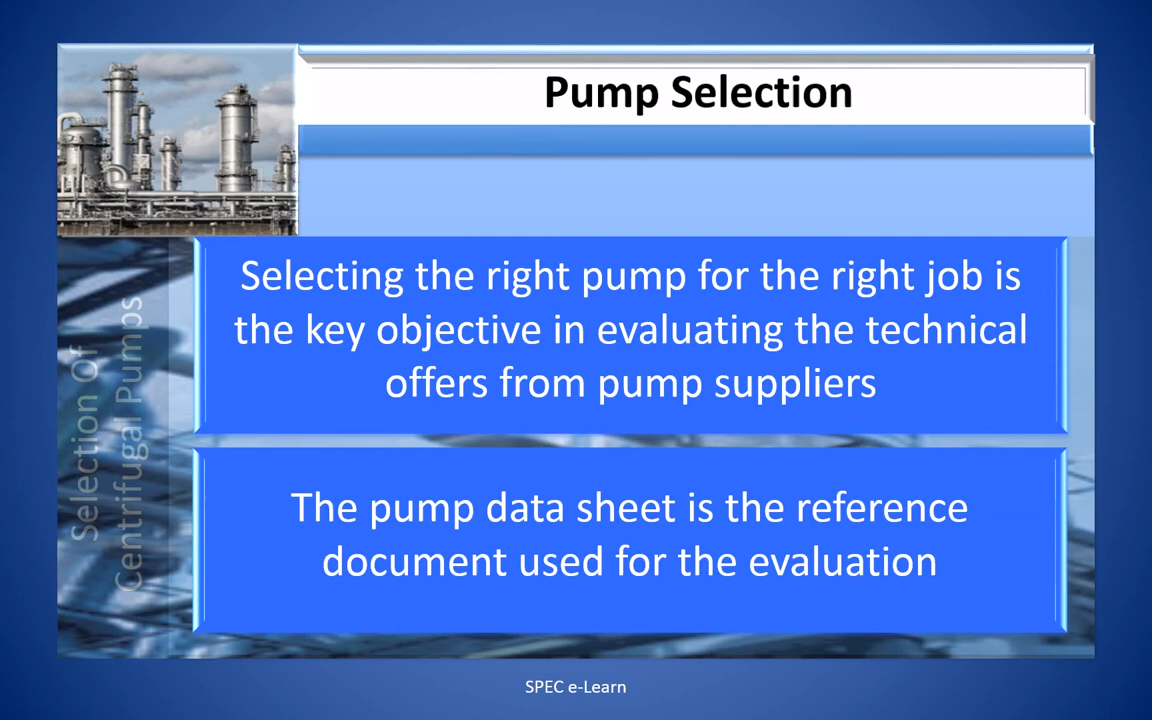 Pump Selection
Selecting the right pump for the right job is
the key objective in evaluating the technical
offers from pump suppliers
The pump data sheet is the reference
document used for the evaluation
Selection Of
Centrifugal Pumps
SPEC e-Learn